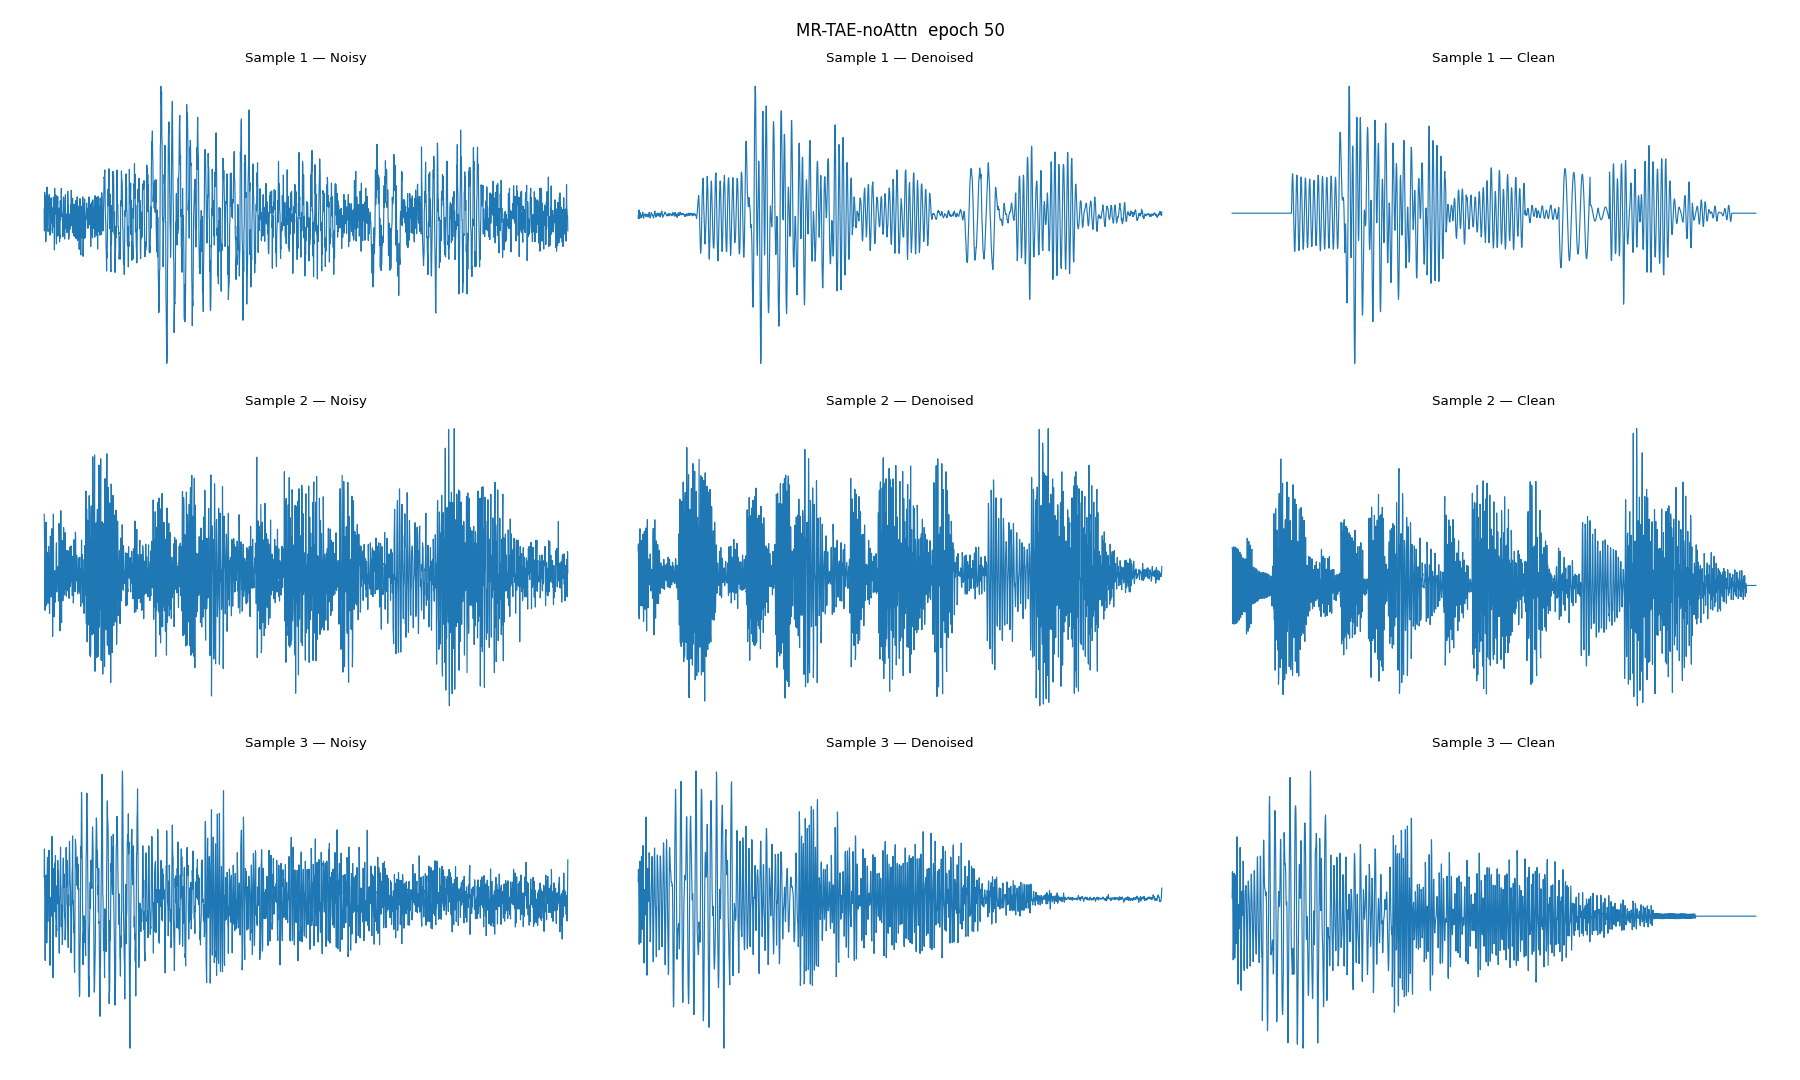 MR-TAE-noAttn  epoch 50
Sample 1 — Noisy
Sample 1 — Denoised
Sample 1 — Clean
Sample 2 — Noisy
Sample 2 — Denoised
Sample 2 — Clean
Sample 3 — Noisy
Sample 3 — Denoised
Sample 3 — Clean